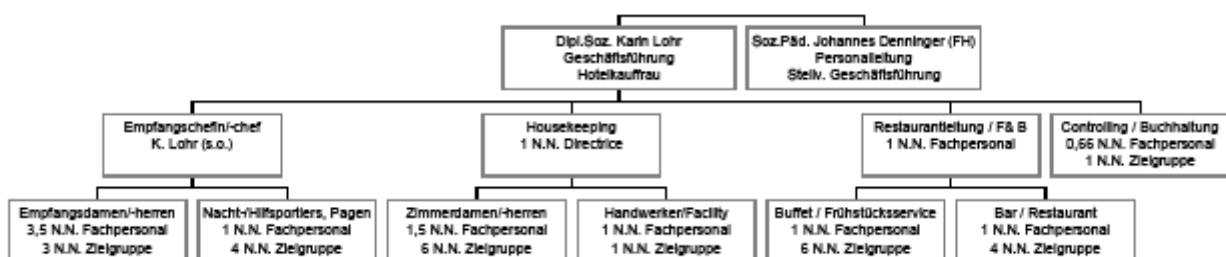 Dipl.Soz. Karin Lohr
Geschäftsführung
Hotelkauffrau
Soz.Päd. Johannes Denninger (FH)
Personalleitung
Stellv. Geschäftsführung
Empfangschefin/-chef
K. Lohr (s.o.)
Housekeeping
1 N.N. Directrice
Restaurantleitung / F& B
1 N.N. Fachpersonal
Controlling / Buchhaltung
0,66 N.N. Fachpersonal
1 N.N. Zielgruppe
Empfangsdamen/-herren
3,5 N.N. Fachpersonal
3 N.N. Zielgruppe
Nacht-/Hilfsportiers, Pagen
1 N.N. Fachpersonal
4 N.N. Zielgruppe
Zimmerdamen/-herren
1,5 N.N. Fachpersonal
6 N.N. Zielgruppe
Handwerker/Facility
1 N.N. Fachpersonal
1 N.N. Zielgruppe
Buffet / Frühstücksservice
1 N.N. Fachpersonal
6 N.N. Zielgruppe
Bar / Restaurant
1 N.N. Fachpersonal
4 N.N. Zielgruppe